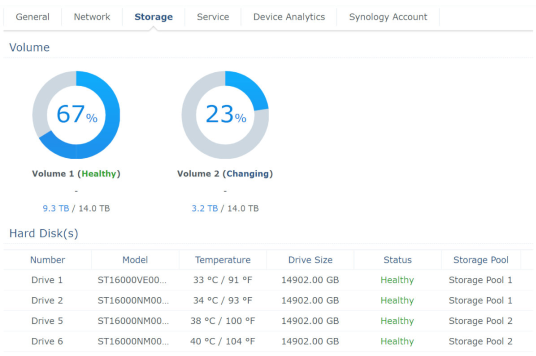 General Network Storage Service Device Analytics Synology Account
Volume
67% 23%
Volume 1 (Healthy) Volume 2 (Changing)
- -
9.3 TB / 14.0 TB 3.2 TB / 14.0 TB
Hard Disk(s)
Number Model Temperature Drive Size Status Storage Pool
Drive 1 ST16000VE00... 33 °C / 91 °F 14902.00 GB Healthy Storage Pool 1
Drive 2 ST16000NM00... 34 °C / 93 °F 14902.00 GB Healthy Storage Pool 1
Drive 5 ST16000NM00... 38 °C / 100 °F 14902.00 GB Healthy Storage Pool 2
Drive 6 ST16000NM00... 40 °C / 104 °F 14902.00 GB Healthy Storage Pool 2